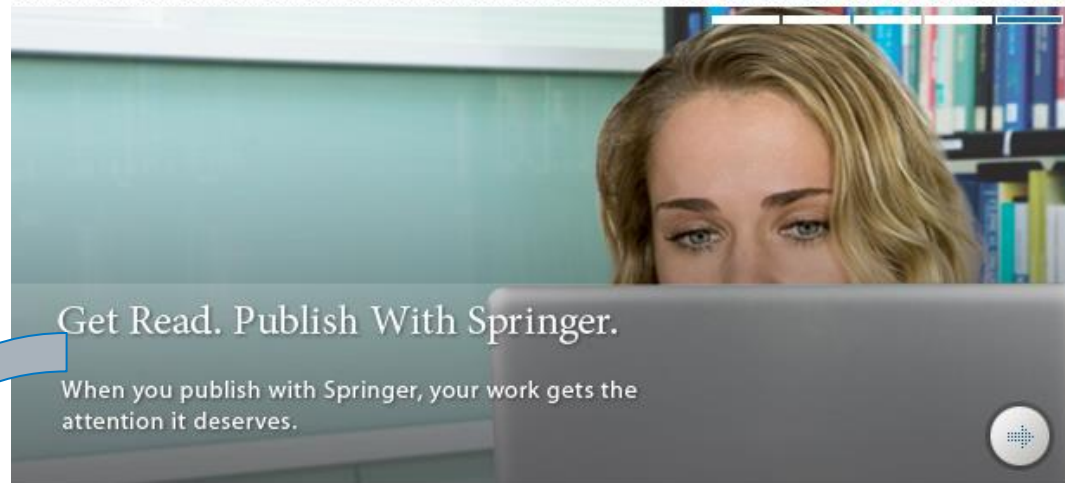 Get Read. Publish With Springer.
When you publish with Springer, your work gets the
attention it deserves.